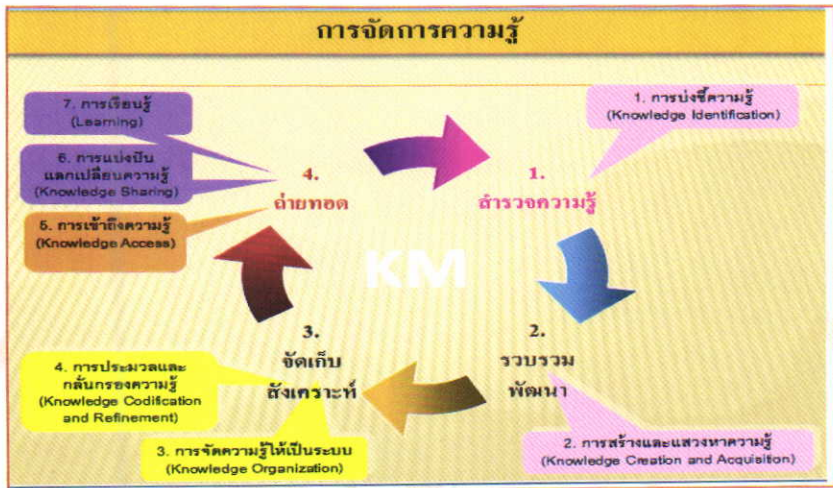 การจัดการความรู้
7. การเรียนรู้
(Learning)
6. การแบ่งปัน
แลกเปลี่ยนความรู้
(Knowledge Sharing)
5. การเข้าถึงความรู้
(Knowledge Access)
4.
ถ่ายทอด
1.
สำรวจความรู้
1. การบ่งชี้ความรู้
(Knowledge Identification)
KM
3.
จัดเก็บ
สังเคราะห์
2.
รวบรวม
พัฒนา
4. การประมวลและ
กลั่นกรองความรู้
(Knowledge Codification
and Refinement)
3. การจัดความรู้ให้เป็นระบบ
(Knowledge Organization)
2. การสร้างและแสวงหาความรู้
(Knowledge Creation and Acquisition)